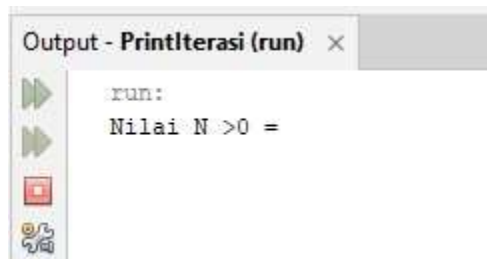 Output - PrintIterasi (run) ×
run:
Nilai N >0 =